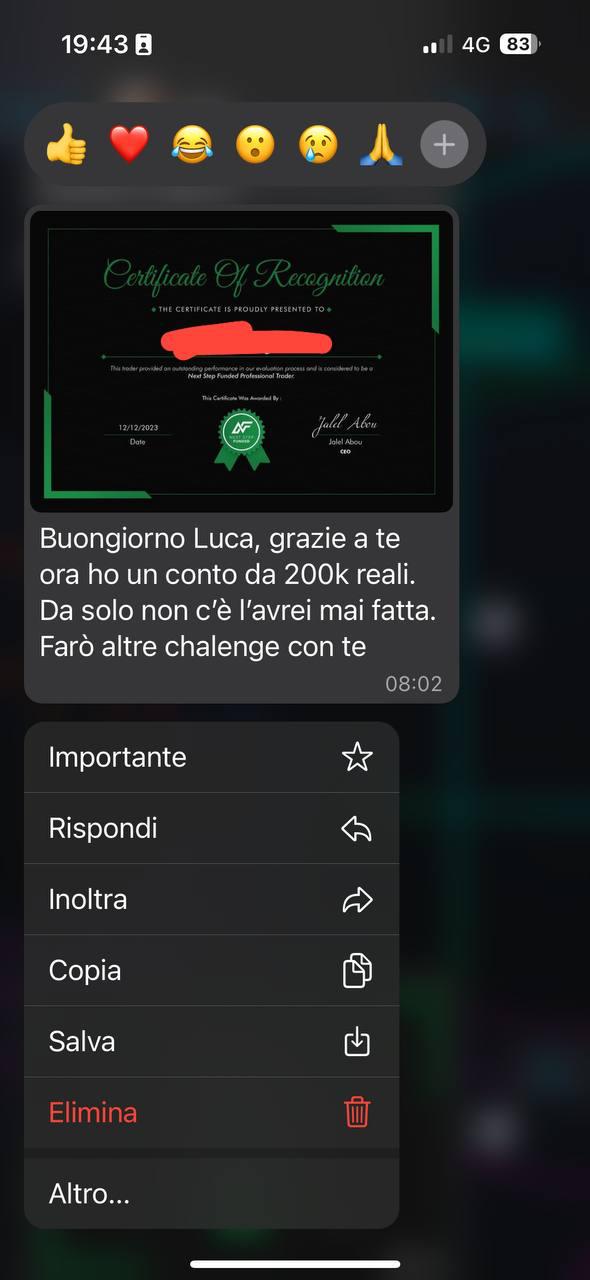 19:43
4G
83
Certificate Of Recognition
THE CERTIFICATE IS PROUDLY PRESENTED TO
This trader provided an outstanding performance in our evaluation process and is considered to be a
Next Step Funded Professional Trader.
This Certificate Was Awarded By :
12/12/2023
Date
NF
NEXT STEP
FUNDED
Jalel Abou
Jalel Abou
CEO
Buongiorno Luca, grazie a te
ora ho un conto da 200k reali.
Da solo non c’è l’avrei mai fatta.
Farò altre chalenge con te
08:02
Importante
Rispondi
Inoltra
Copia
Salva
Elimina
Altro...